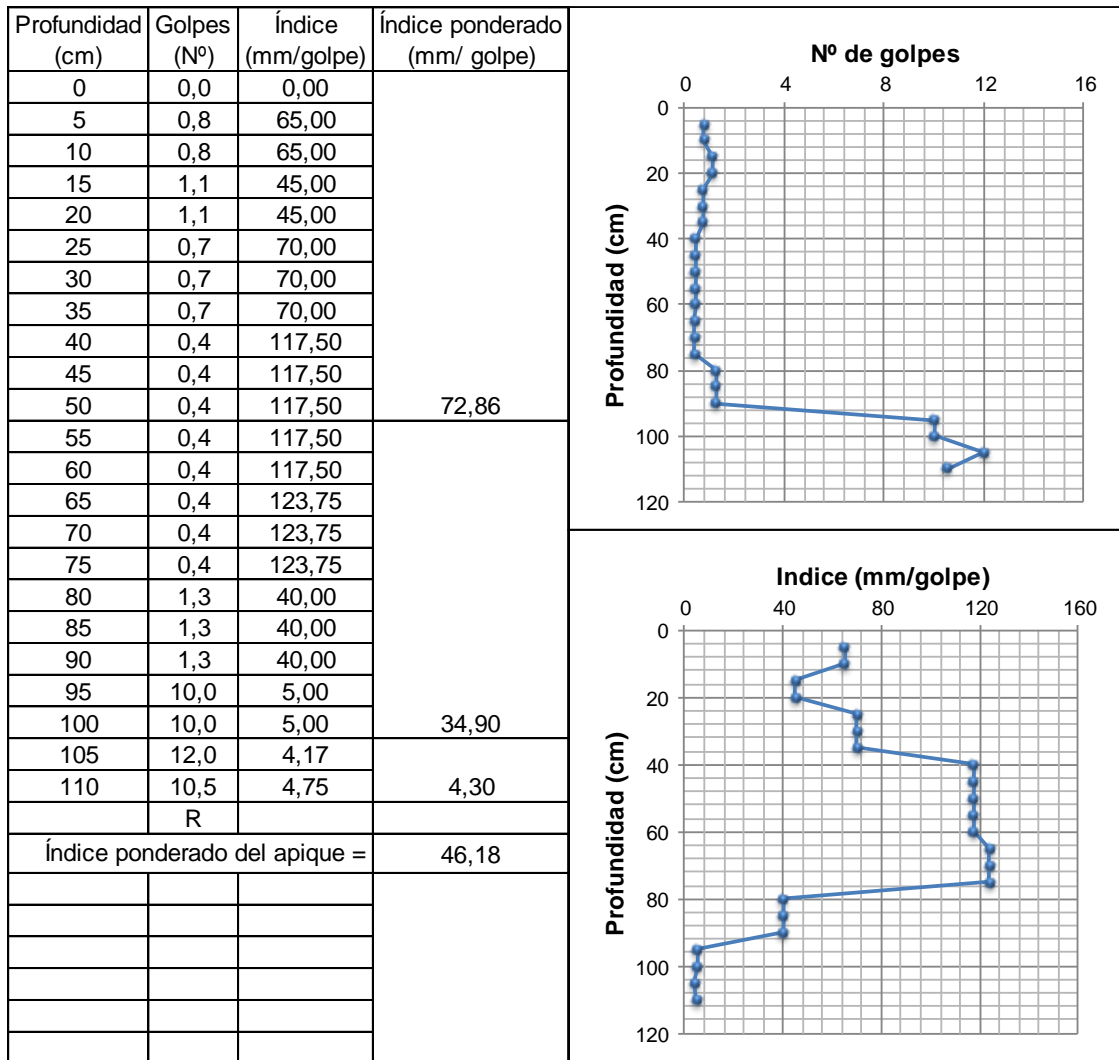 Profundidad (cm) Golpes (Nº) Índice (mm/golpe) Índice ponderado (mm/ golpe)
0 0,0 0,00
5 0,8 65,00
10 0,8 65,00
15 1,1 45,00
20 1,1 45,00
25 0,7 70,00
30 0,7 70,00
35 0,7 70,00
40 0,4 117,50
45 0,4 117,50
50 0,4 117,50 72,86
55 0,4 117,50
60 0,4 117,50
65 0,4 123,75
70 0,4 123,75
75 0,4 123,75
80 1,3 40,00
85 1,3 40,00
90 1,3 40,00
95 10,0 5,00
100 10,0 5,00 34,90
105 12,0 4,17
110 10,5 4,75 4,30
R
Índice ponderado del apique = 46,18
Nº de golpes
0 4 8 12 16
0
20
40
60
80
100
120
Profundidad (cm)
Indice (mm/golpe)
0 40 80 120 160
0
20
40
60
80
100
120
Profundidad (cm)